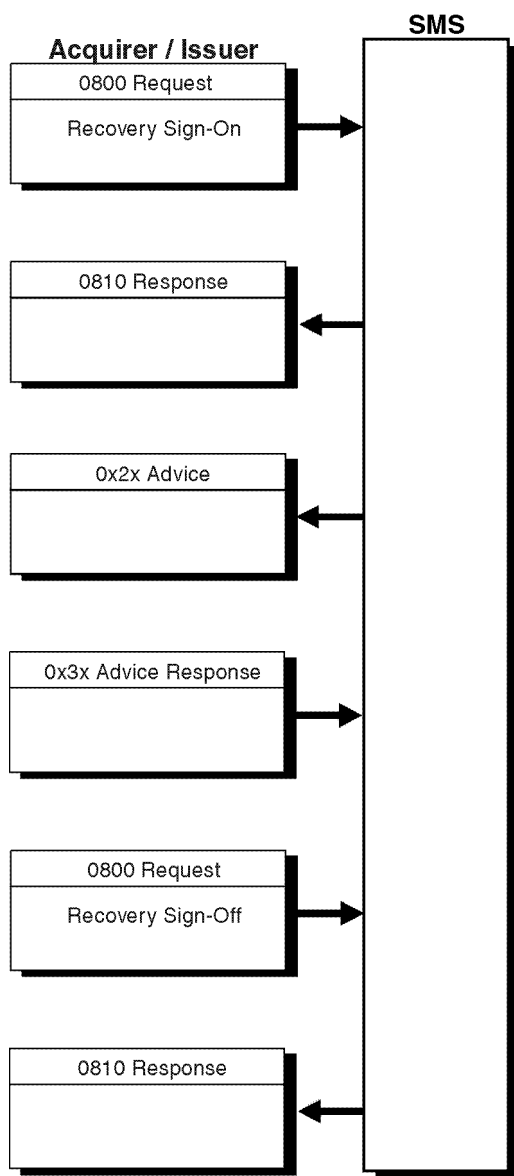 SMS
Acquirer / Issuer
0800 Request
Recovery Sign-On
0810 Response
0x2x Advice
0x3x Advice Response
0800 Request
Recovery Sign-Off
0810 Response